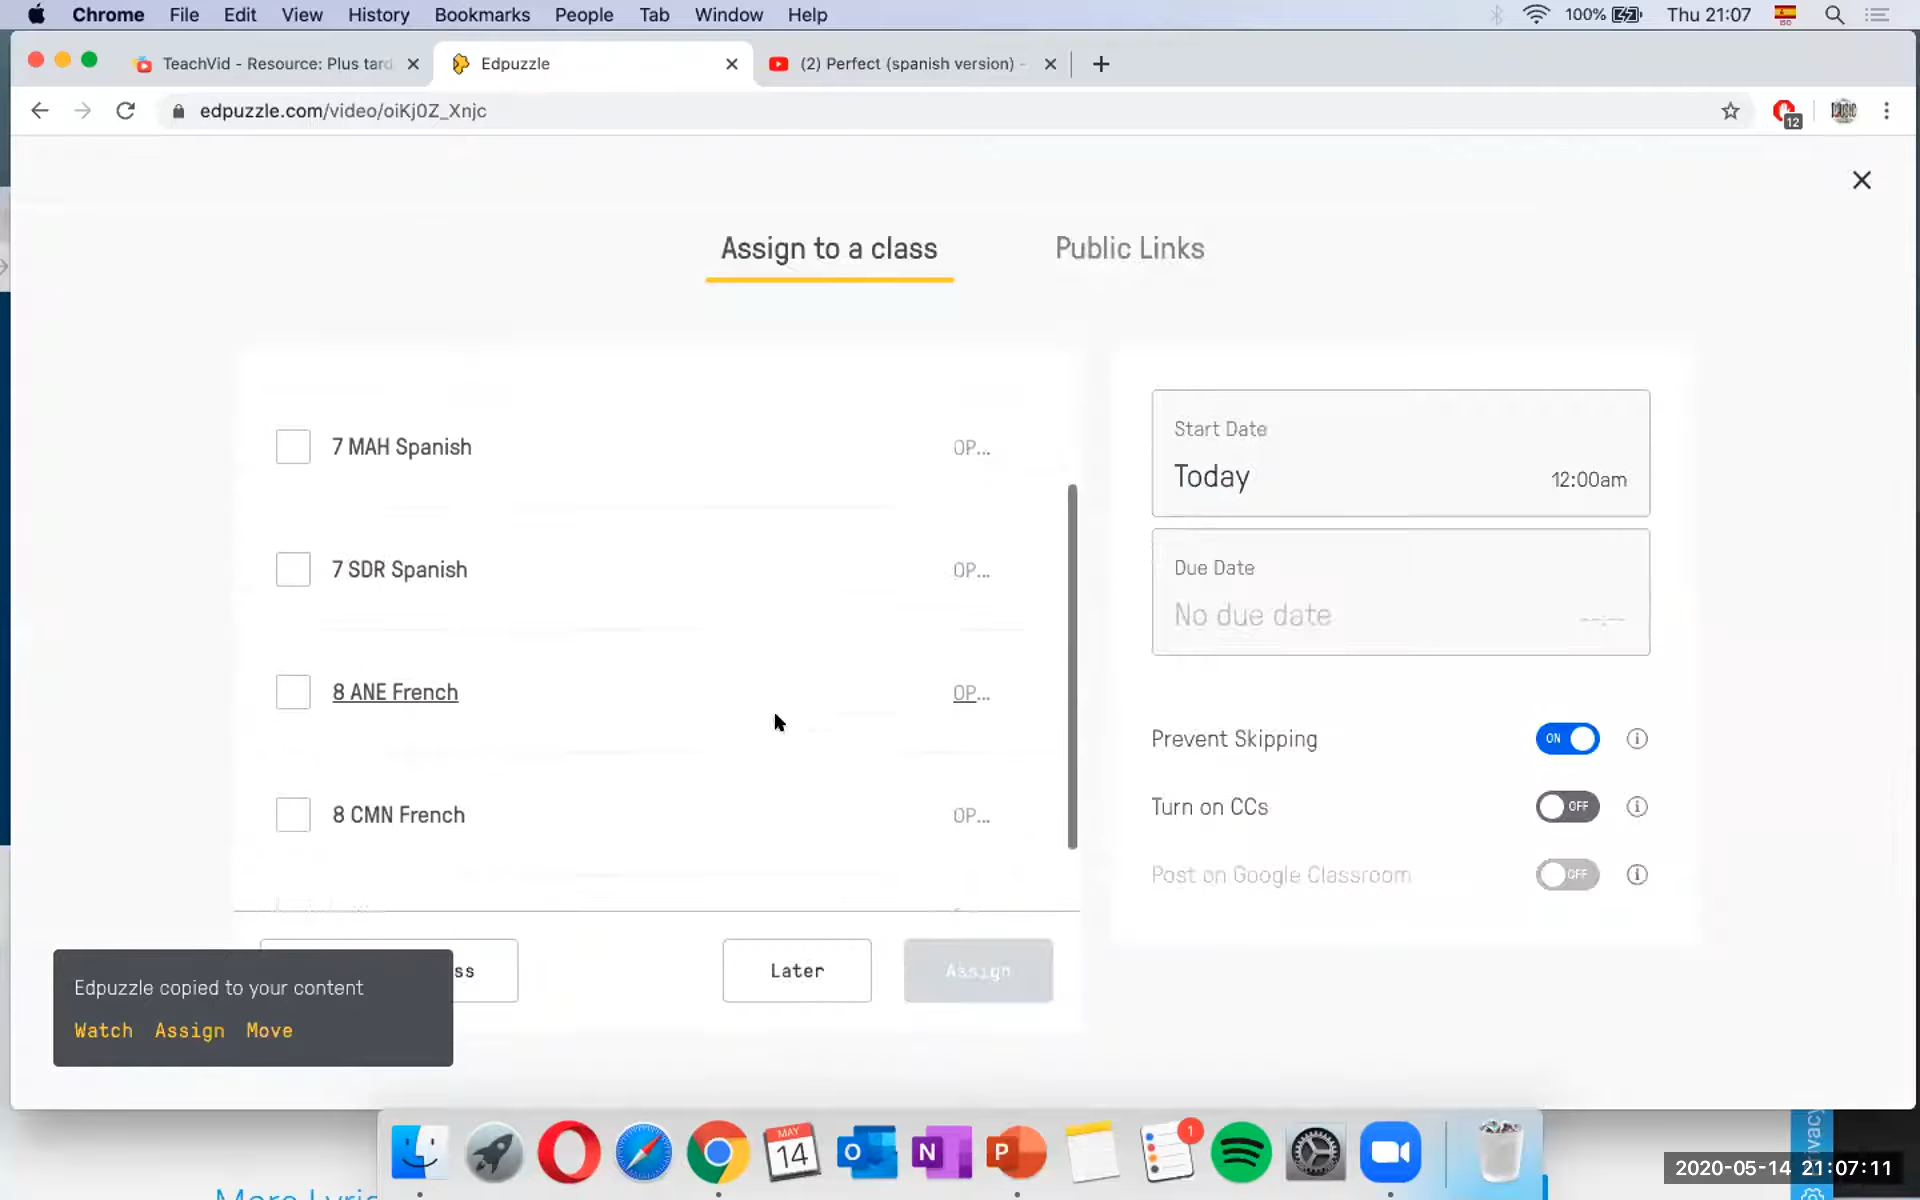 Chrome File Edit View History Bookmarks People Tab Window Help
100% Thu 21:07
ISO
TeachVid - Resource: Plus tard
Edpuzzle
(2) Perfect (spanish version) -
edpuzzle.com/video/oiKj0Z_Xnjc
12
Assign to a class
Public Links
7 MAH Spanish OP...
7 SDR Spanish OP...
8 ANE French OP...
8 CMN French OP...
Start Date
Today 12:00am
Due Date
No due date --:--
Prevent Skipping ON
Turn on CCs OFF
Post on Google Classroom OFF
ss
Later
Assign
Edpuzzle copied to your content
Watch Assign Move
MAY
14
O
N
P
1
2020-05-14 21:07:11